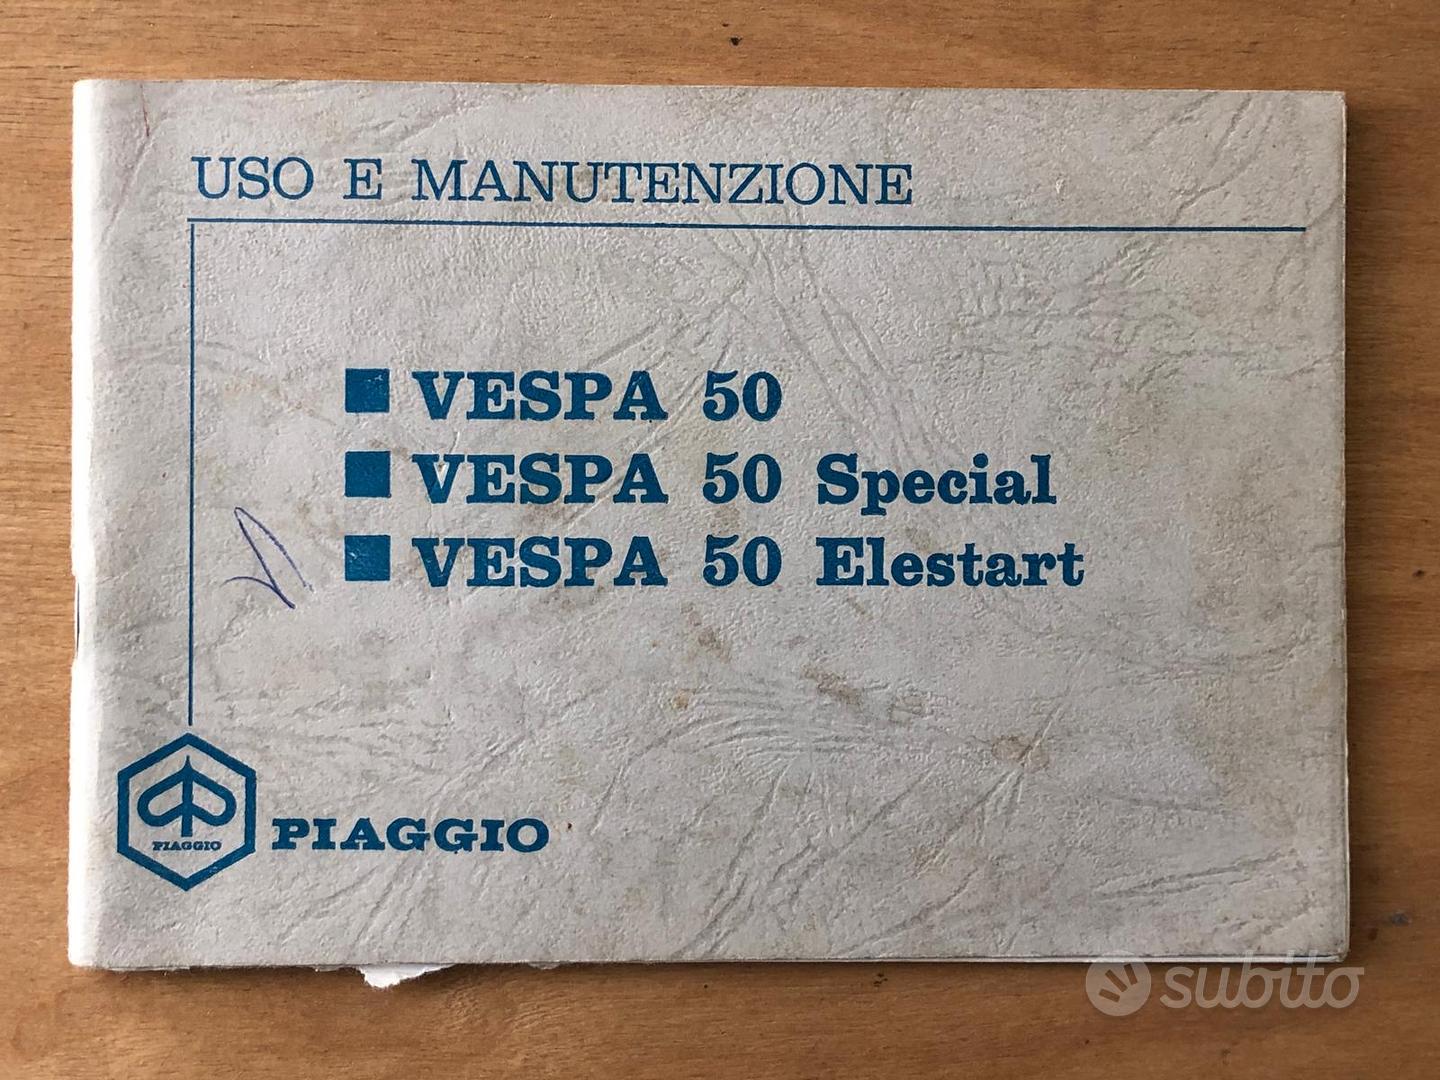 USO E MANUTENZIONE
VESPA 50
VESPA 50 Special
VESPA 50 Elestart
PIAGGIO
PIAGGIO
subito